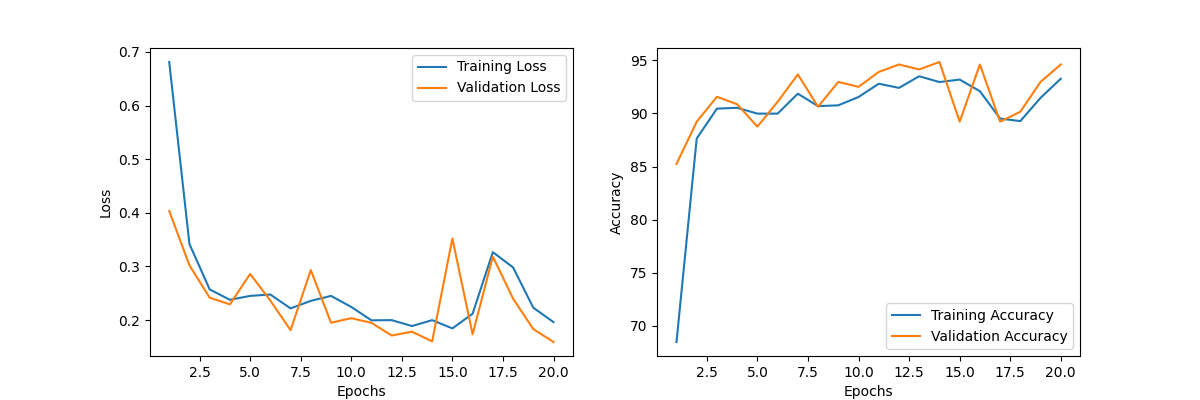 0.7
0.6
0.5
0.4
0.3
0.2
Loss
2.5 5.0 7.5 10.0 12.5 15.0 17.5 20.0
Epochs
Training Loss
Validation Loss
95
90
85
80
75
70
Accuracy
2.5 5.0 7.5 10.0 12.5 15.0 17.5 20.0
Epochs
Training Accuracy
Validation Accuracy